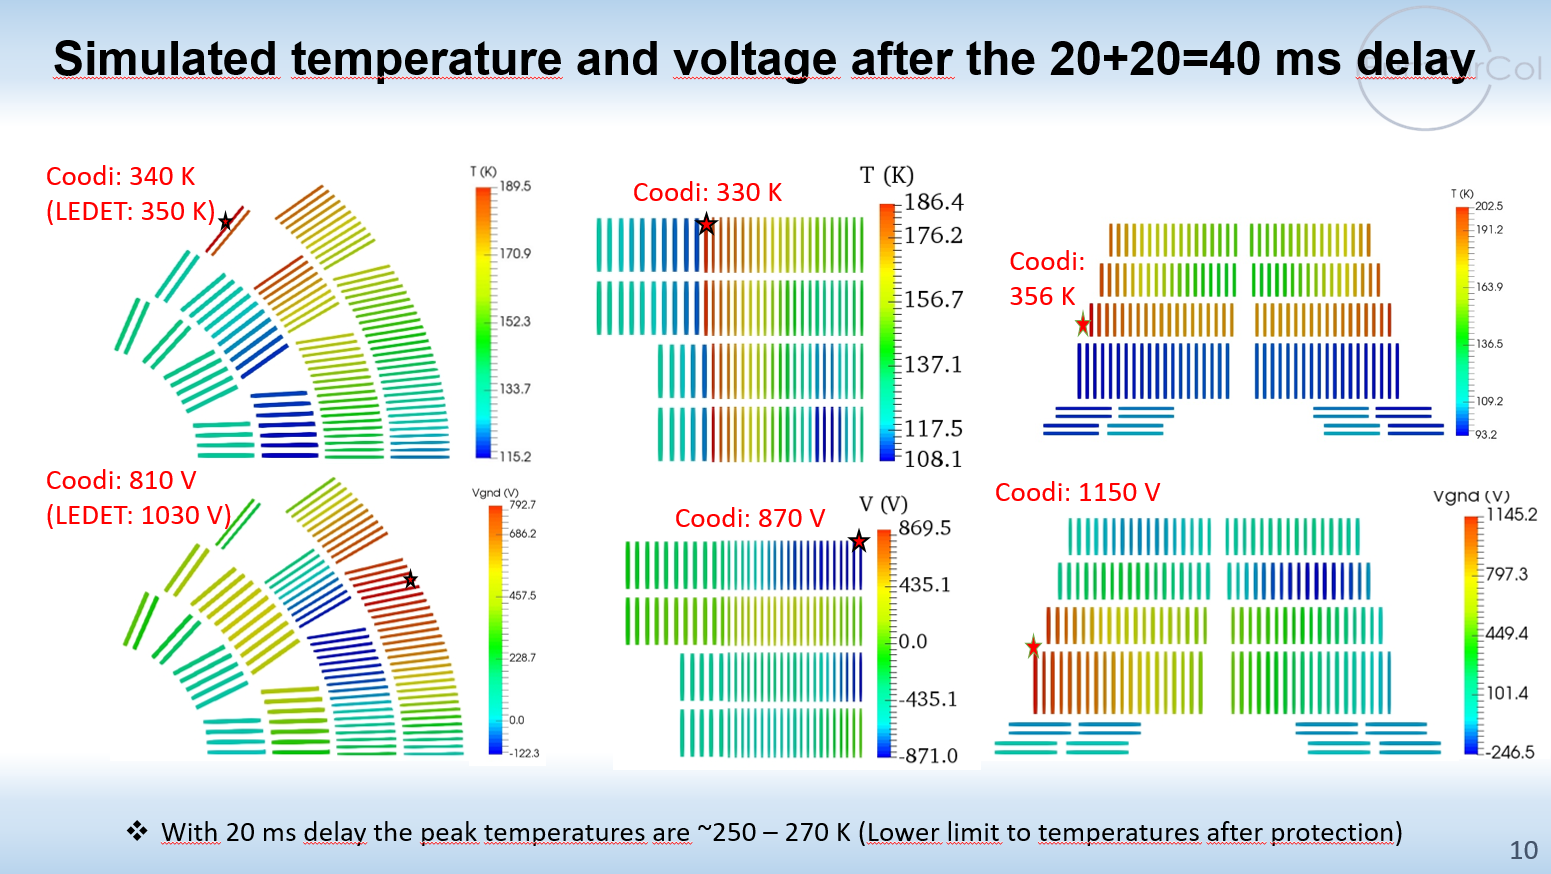 Simulated temperature and voltage after the 20+20=40 ms delay
rCol
Coodi: 340 K
(LEDET: 350 K)
T (K)
189.5
170.9
152.3
133.7
115.2
Coodi: 330 K
T (K)
186.4
176.2
156.7
137.1
117.5
108.1
Coodi:
356 K
T (K)
202.5
191.2
163.9
136.5
109.2
93.2
Coodi: 810 V
(LEDET: 1030 V)
Vgnd (V)
792.7
686.2
457.5
228.7
0.0
-122.3
Coodi: 870 V
V (V)
869.5
435.1
0.0
-435.1
-871.0
Coodi: 1150 V
Vgnd (V)
1145.2
797.3
449.4
101.4
-246.5
❖ With 20 ms delay the peak temperatures are ~250 – 270 K (Lower limit to temperatures after protection)
10